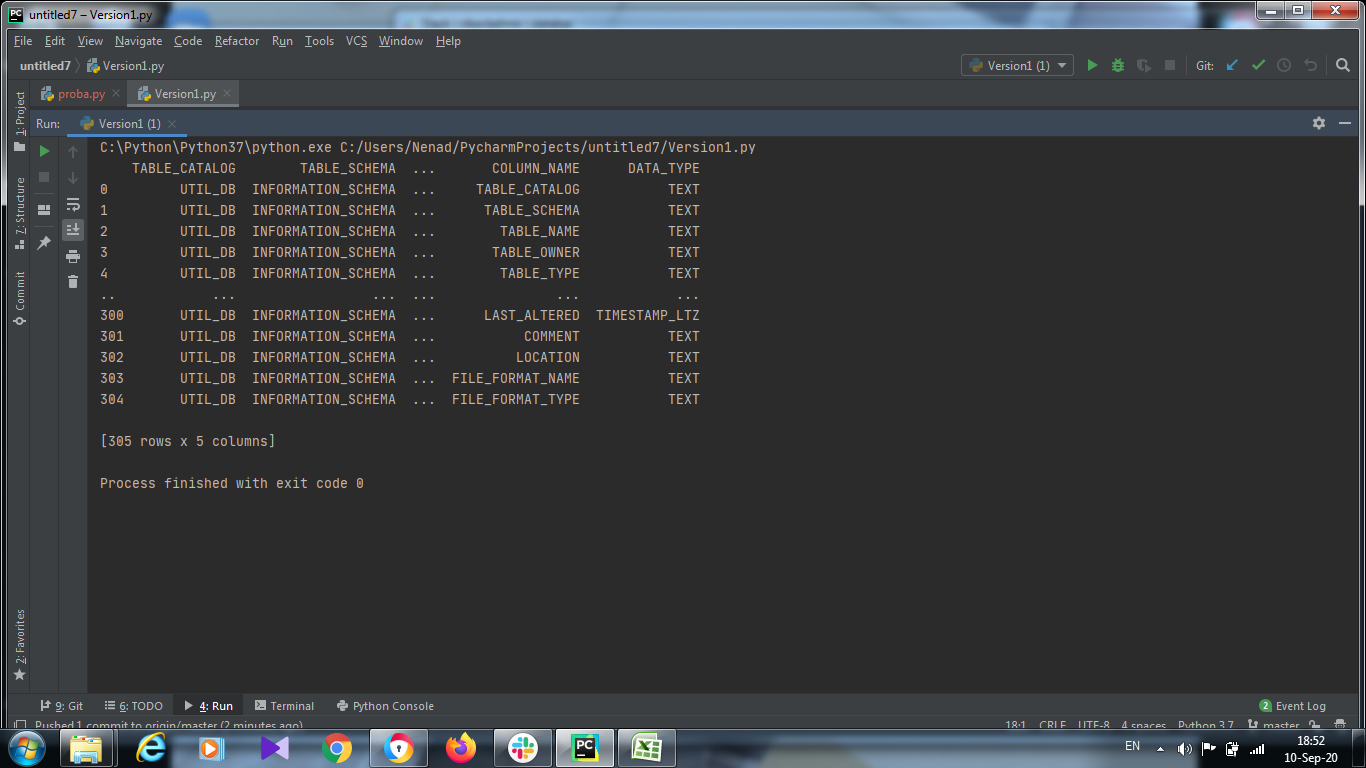 untitled7 – Version1.py
File Edit View Navigate Code Refactor Run Tools VCS Window Help
untitled7 Version1.py Version1 (1) Git:
proba.py Version1.py
1: Project
Run: Version1 (1)
C:\Python\Python37\python.exe C:/Users/Nenad/PycharmProjects/untitled7/Version1.py
TABLE_CATALOG TABLE_SCHEMA ... COLUMN_NAME DATA_TYPE
0 UTIL_DB INFORMATION_SCHEMA ... TABLE_CATALOG TEXT
1 UTIL_DB INFORMATION_SCHEMA ... TABLE_SCHEMA TEXT
2 UTIL_DB INFORMATION_SCHEMA ... TABLE_NAME TEXT
3 UTIL_DB INFORMATION_SCHEMA ... TABLE_OWNER TEXT
4 UTIL_DB INFORMATION_SCHEMA ... TABLE_TYPE TEXT
.. ... ... ... ... ...
300 UTIL_DB INFORMATION_SCHEMA ... LAST_ALTERED TIMESTAMP_LTZ
301 UTIL_DB INFORMATION_SCHEMA ... COMMENT TEXT
302 UTIL_DB INFORMATION_SCHEMA ... LOCATION TEXT
303 UTIL_DB INFORMATION_SCHEMA ... FILE_FORMAT_NAME TEXT
304 UTIL_DB INFORMATION_SCHEMA ... FILE_FORMAT_TYPE TEXT
[305 rows x 5 columns]
Process finished with exit code 0
7: Structure
Commit
2: Favorites
9: Git 6: TODO 4: Run Terminal Python Console 2 Event Log
Pushed 1 commit to origin/master (2 minutes ago) 18:1 CRLF UTF-8 4 spaces Python 3.7 master
EN 18:52
10-Sep-20